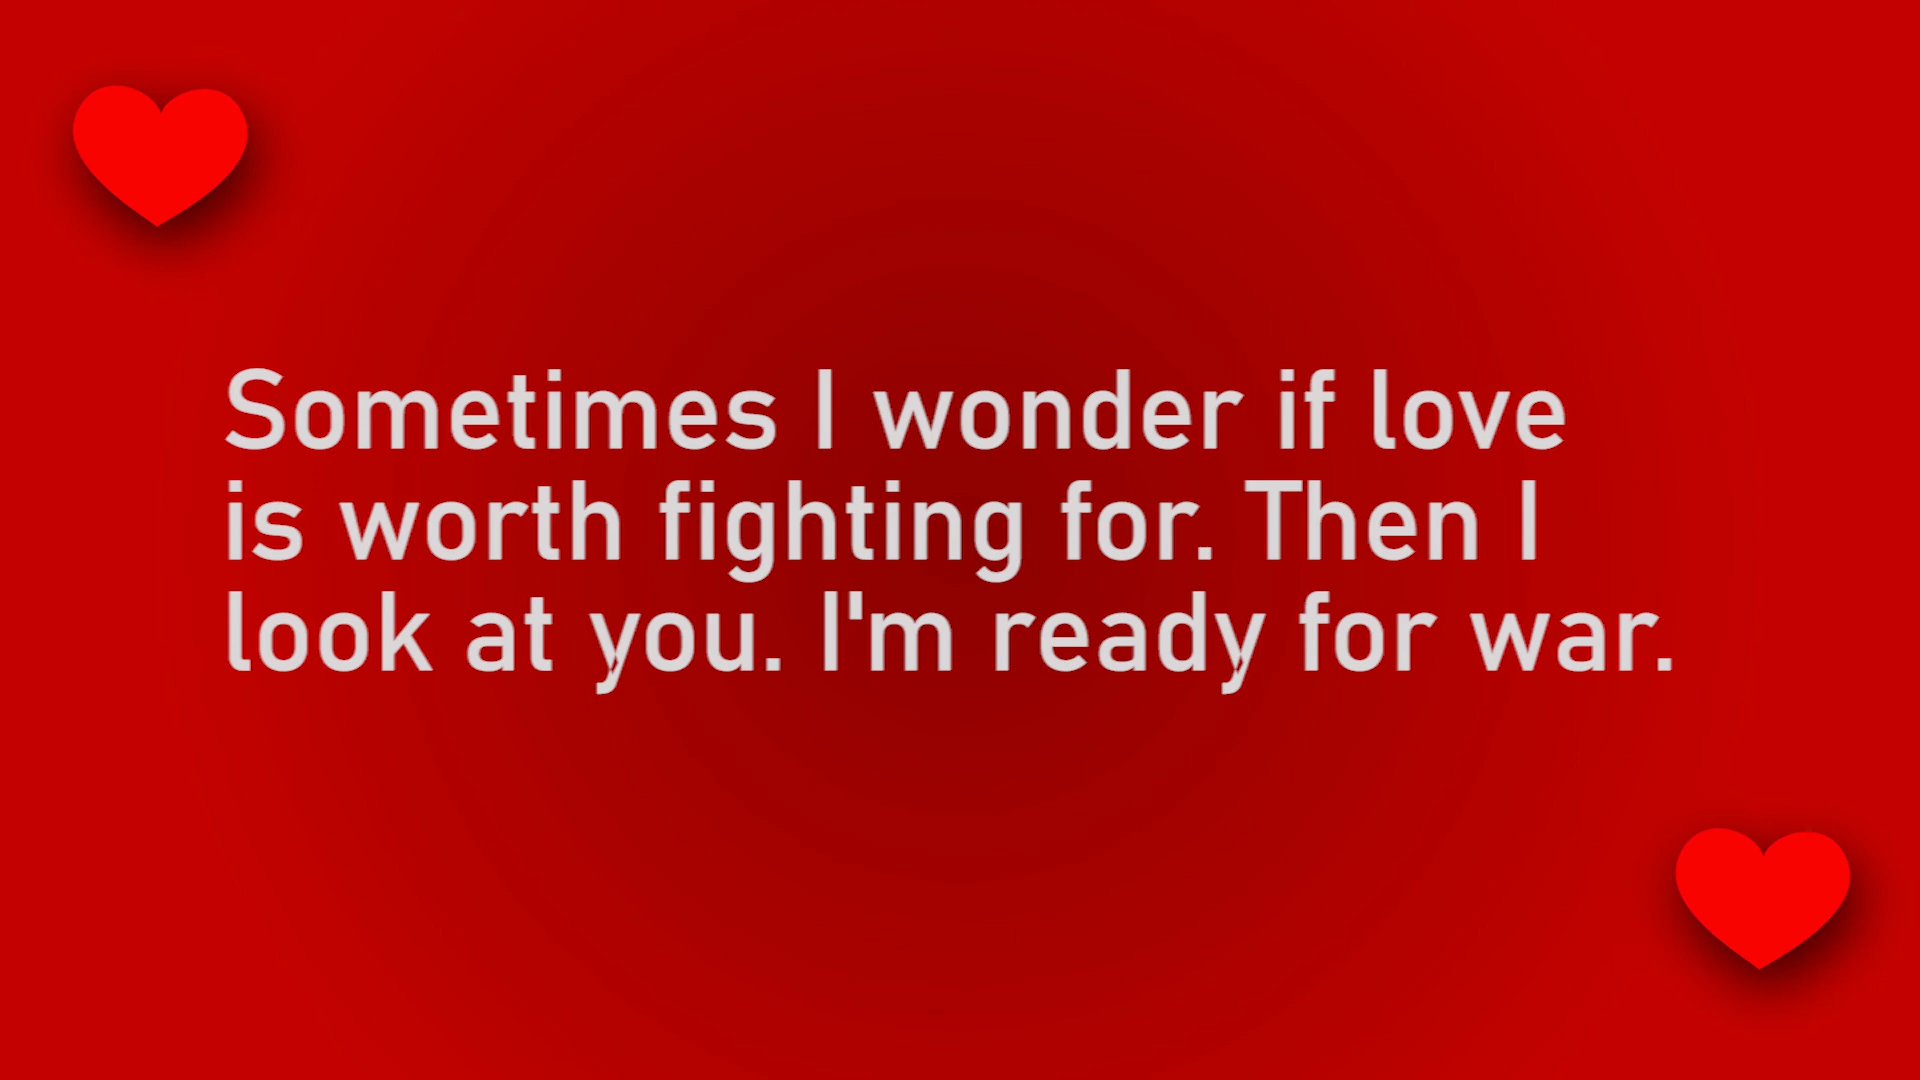 Sometimes I wonder if love
is worth fighting for. Then I
look at you. I'm ready for war.